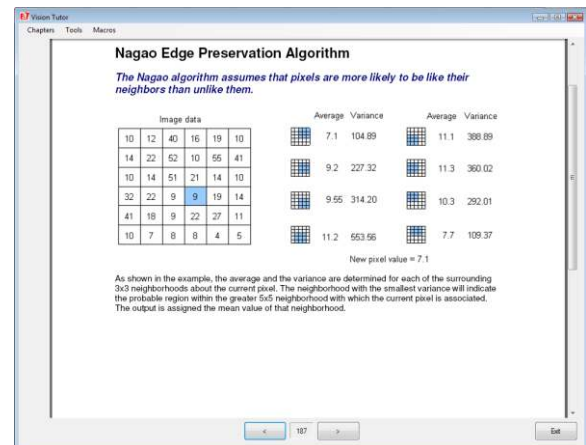 Vision Tutor
Chapters Tools Macros
Nagao Edge Preservation Algorithm
The Nagao algorithm assumes that pixels are more likely to be like their
neighbors than unlike them.
Image data
10 12 40 16 19 10
14 22 52 10 55 41
10 14 51 21 14 10
32 22 9 9 19 14
41 18 9 22 27 11
10 7 8 8 4 5
Average Variance Average Variance
7.1 104.89 11.1 388.89
9.2 227.32 11.3 360.02
9.55 314.20 10.3 292.01
11.2 553.56 7.7 109.37
New pixel value = 7.1
As shown in the example, the average and the variance are determined for each of the surrounding
3x3 neighborhoods about the current pixel. The neighborhood with the smallest variance will indicate
the probable region within the greater 5x5 neighborhood with which the current pixel is associated.
The output is assigned the mean value of that neighborhood.
< 187 > Exit